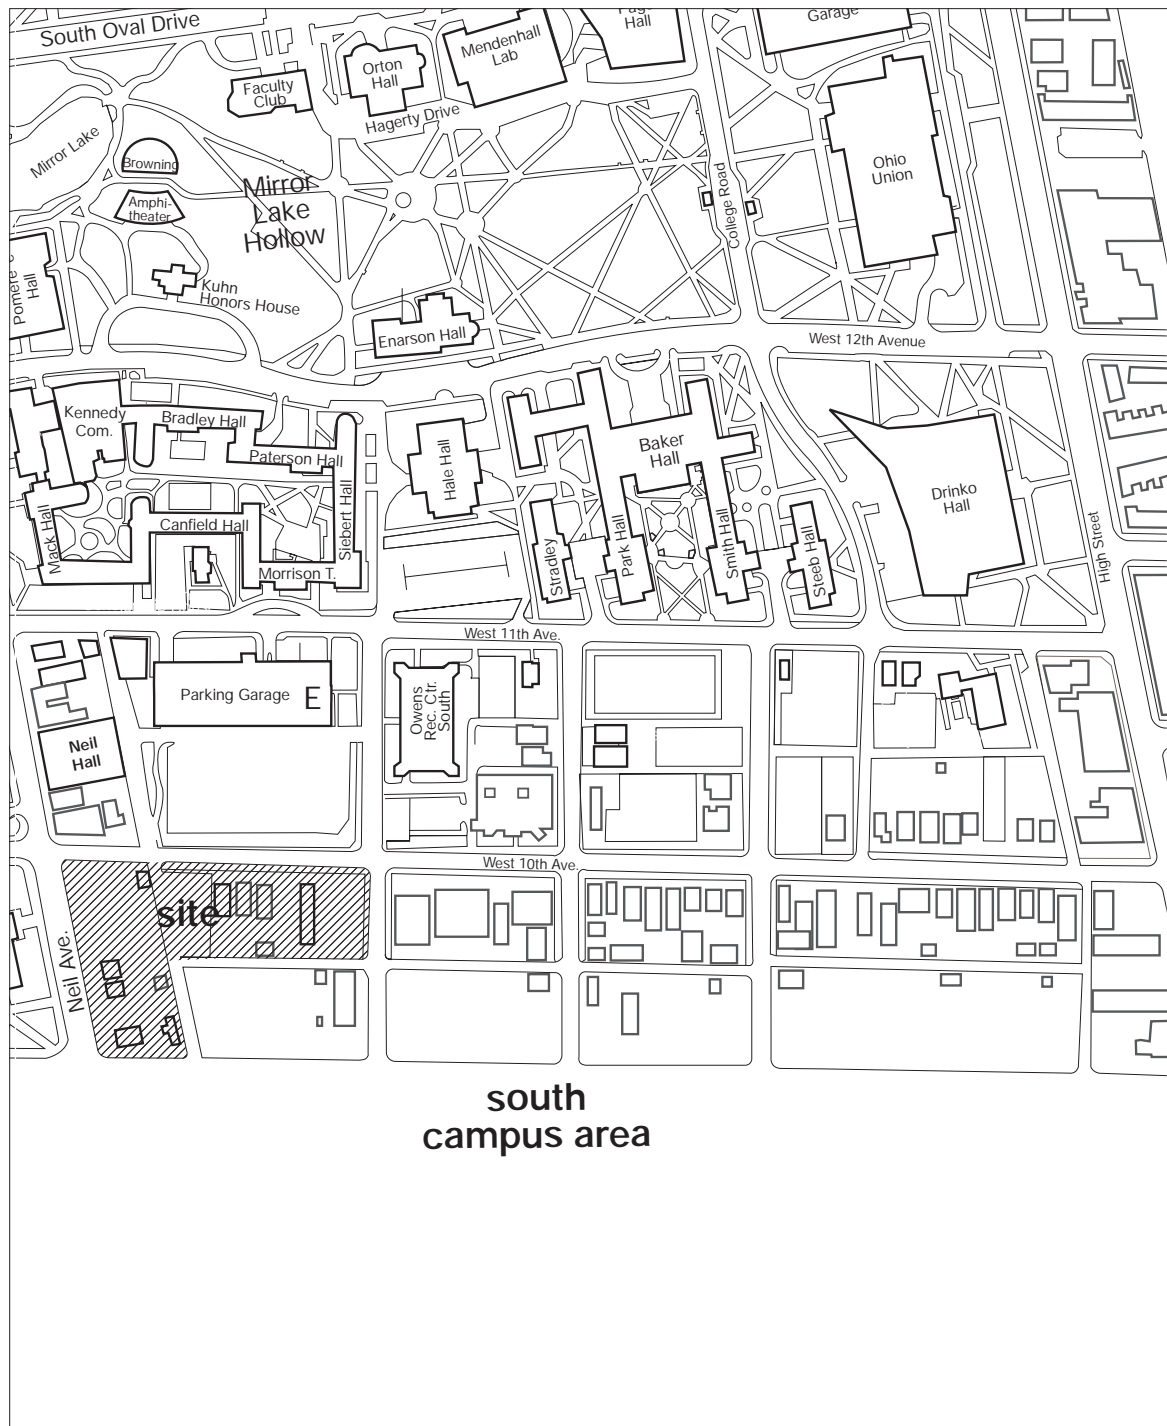 South Oval Drive
Hall
Garage
Mendenhall
Lab
Orton
Hall
Faculty
Club
Hagerty Drive
Mirror Lake
Browning
Amphi-
theater
Mirror
Lake
Hollow
Ohio
Union
College Road
Hall
Kuhn
Honors House
Enarson Hall
West 12th Avenue
Kennedy
Com.
Bradley Hall
Paterson Hall
Hale Hall
Baker
Hall
Drinko
Hall
Mack Hall
Canfield Hall
Siebert Hall
Morrison T.
Stradley
Park Hall
Smith Hall
Steeb Hall
High Street
West 11th Ave.
Parking Garage
E
Owens
Rec. Ctr.
South
Neil
Hall
West 10th Ave.
site
Neil Ave.
south
campus area